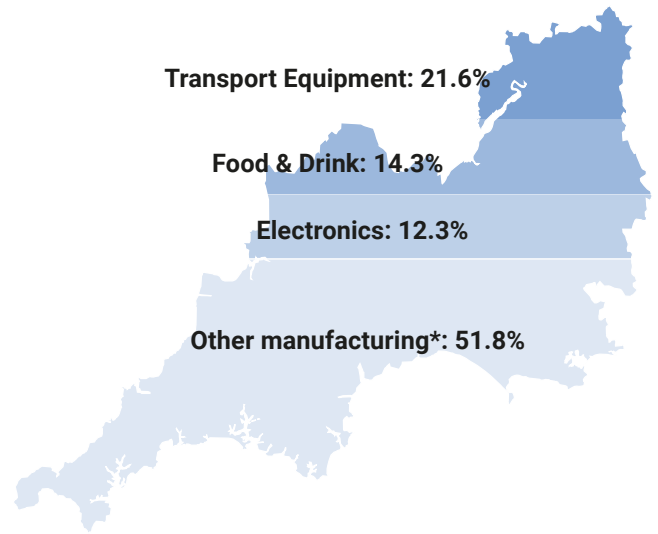 Transport Equipment: 21.6%
Food & Drink: 14.3%
Electronics: 12.3%
Other manufacturing*: 51.8%